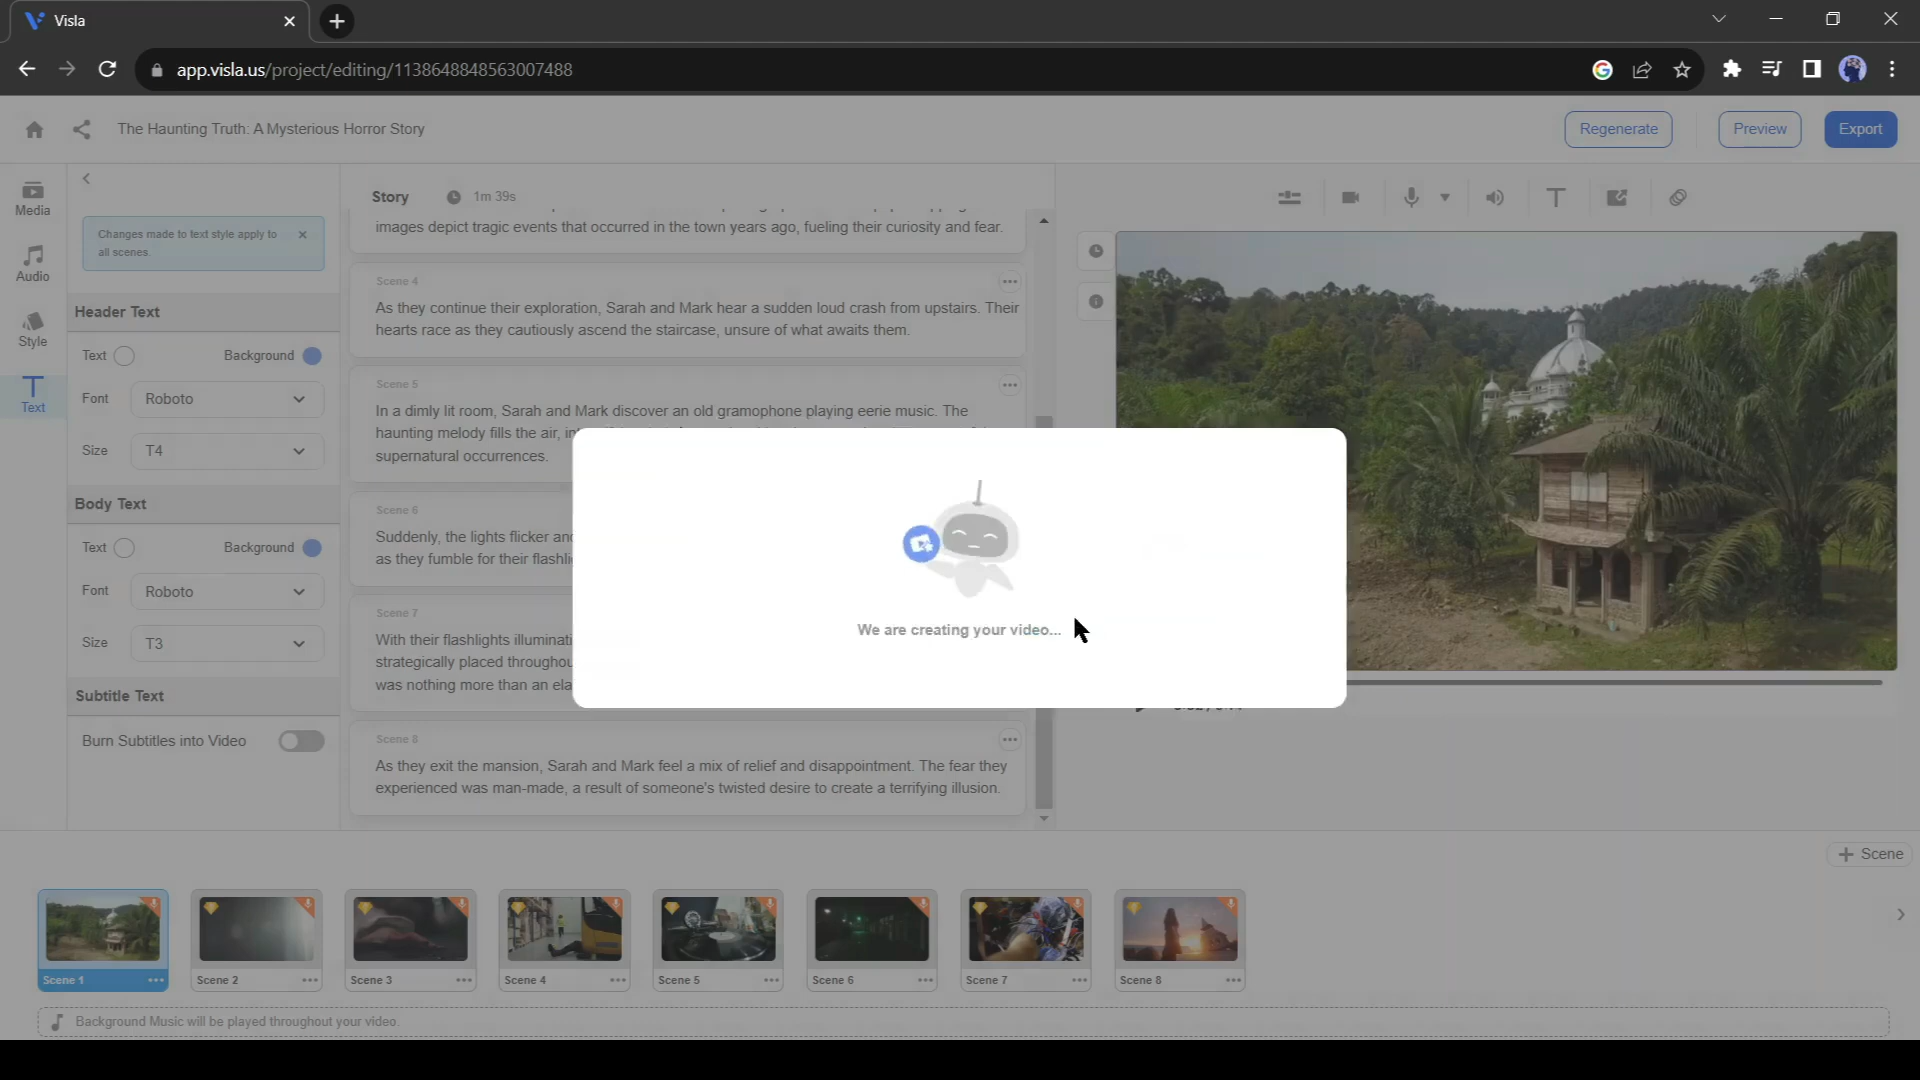 Visla
app.visla.us/project/editing/1138648848563007488
The Haunting Truth: A Mysterious Horror Story
Regenerate
Preview
Export
Media
Audio
Style
Text
Changes made to text style apply to
all scenes.
Header Text
Text
Background
Font
Roboto
Size
T4
Body Text
Text
Background
Font
Roboto
Size
T3
Subtitle Text
Burn Subtitles into Video
Story
1m 39s
images depict tragic events that occurred in the town years ago, fueling their curiosity and fear.
Scene 4
As they continue their exploration, Sarah and Mark hear a sudden loud crash from upstairs. Their
hearts race as they cautiously ascend the staircase, unsure of what awaits them.
Scene 5
In a dimly lit room, Sarah and Mark discover an old gramophone playing eerie music. The
haunting melody fills the air,
supernatural occurrences.
Scene 6
Suddenly, the lights flicker
as they fumble for their
Scene 7
With their flashlights
strategically placed
was nothing more than an
Scene 8
As they exit the mansion, Sarah and Mark feel a mix of relief and disappointment. The fear they
experienced was man-made, a result of someone's twisted desire to create a terrifying illusion.
We are creating your video...
+ Scene
Scene 1
Scene 2
Scene 3
Scene 4
Scene 5
Scene 6
Scene 7
Scene 8
Background Music will be played throughout your video.